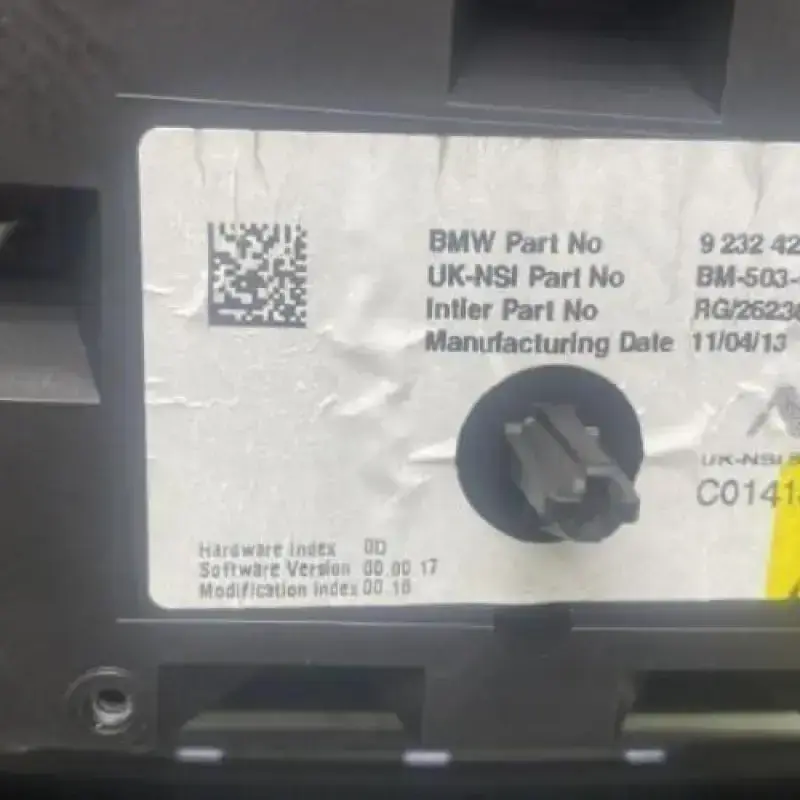 BMW Part No 9 232 42
UK-NSI Part No BM-503-
Intier Part No RG/2623
Manufacturing Date 11/04/13
UK-NSI
C0141
Hardware Index 0D
Software Version 00.00 17
Modification Index 00.16